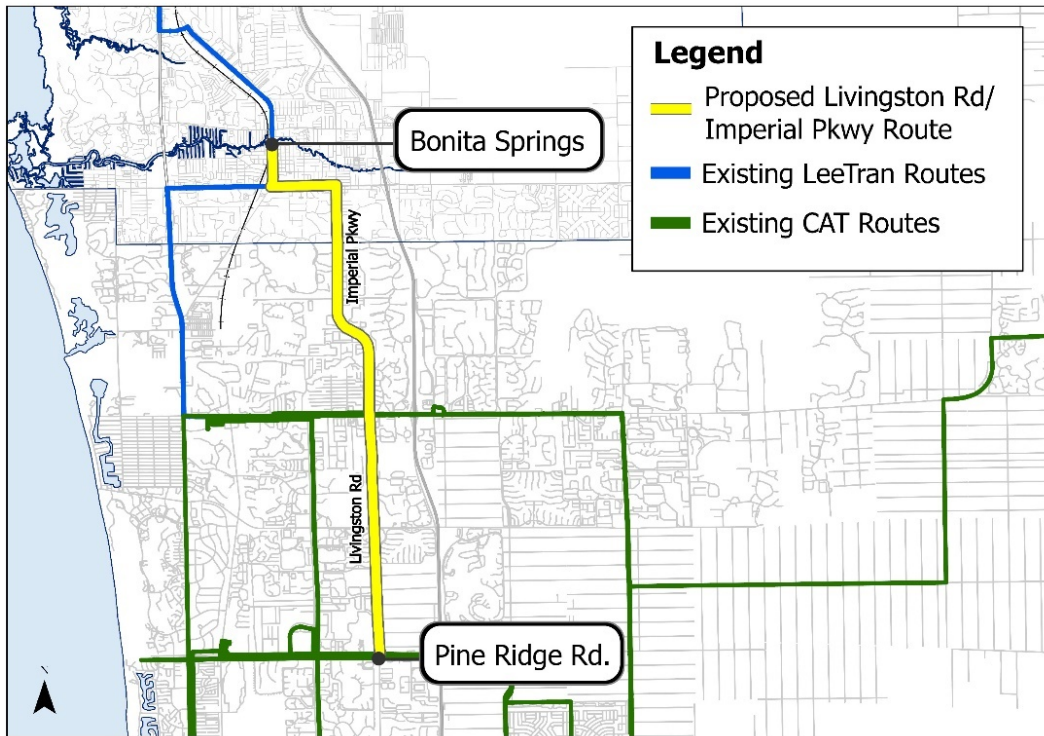 Legend
Proposed Livingston Rd/
Imperial Pkwy Route
Existing LeeTran Routes
Existing CAT Routes
Bonita Springs
Imperial Pkwy
Livingston Rd
Pine Ridge Rd.